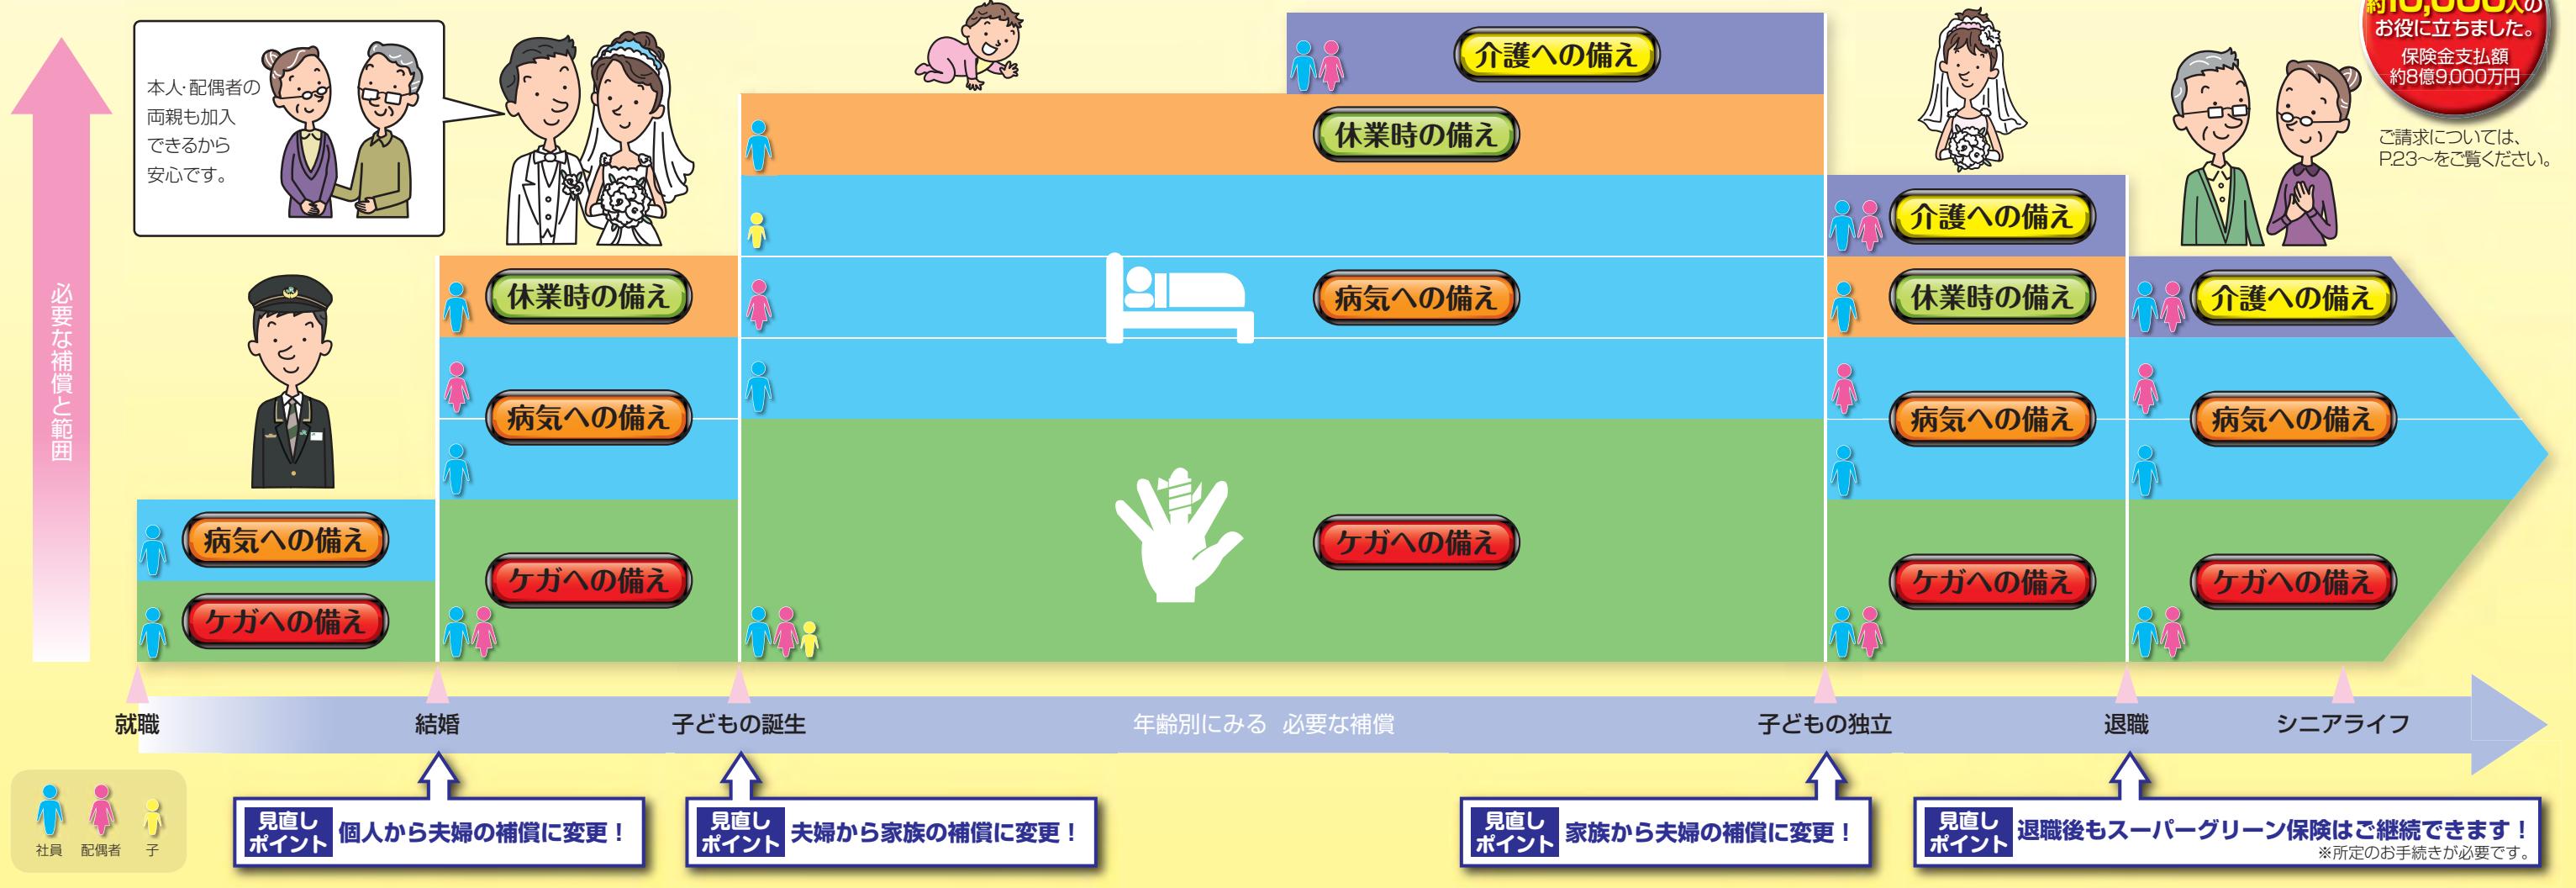 約10,000人の
お役に立ちました。
保険金支払額
約8億9,000万円
ご請求については、
P.23〜をご覧ください。
本人・配偶者の
両親も加入
できるから
安心です。
必要な補償と範囲
病気への備え
ケガへの備え
休業時の備え
病気への備え
ケガへの備え
介護への備え
休業時の備え
病気への備え
ケガへの備え
介護への備え
休業時の備え
病気への備え
ケガへの備え
介護への備え
病気への備え
ケガへの備え
就職
結婚
子どもの誕生
年齢別にみる 必要な補償
子どもの独立
退職
シニアライフ
社員 配偶者 子
見直し
ポイント
個人から夫婦の補償に変更！
見直し
ポイント
夫婦から家族の補償に変更！
見直し
ポイント
家族から夫婦の補償に変更！
見直し
ポイント
退職後もスーパーグリーン保険はご継続できます！
※所定のお手続きが必要です。